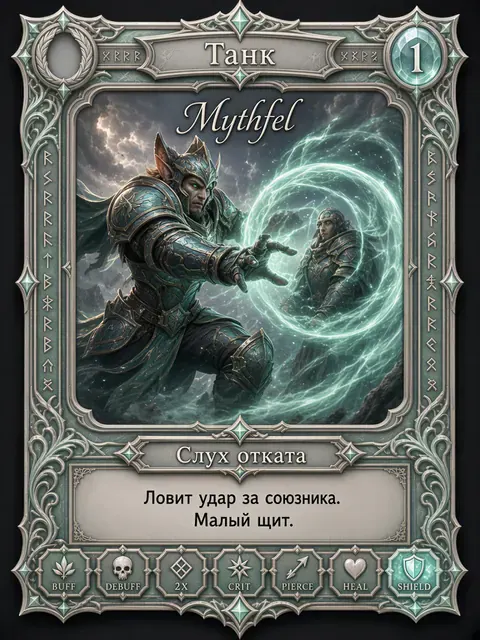 Танк
1
Mythfel
Слух отката
Ловит удар за союзника.
Малый щит.
BUFF
DEBUFF
2X
CRIT
PIERCE
HEAL
SHIELD